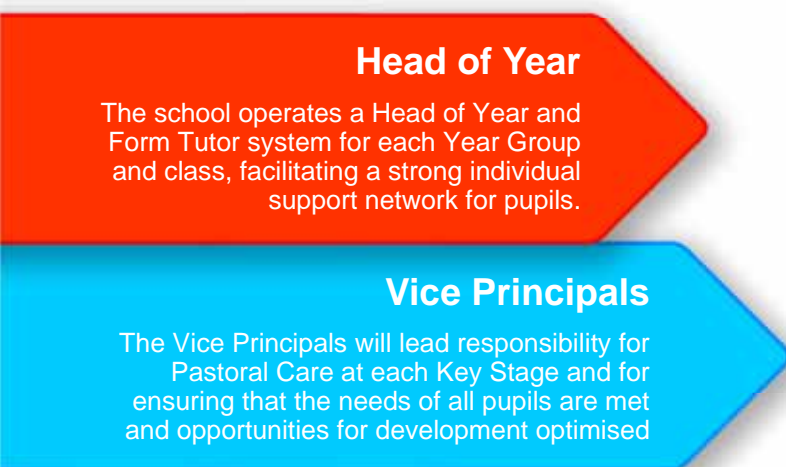 Head of Year
The school operates a Head of Year and
Form Tutor system for each Year Group
and class, facilitating a strong individual
support network for pupils.
Vice Principals
The Vice Principals will lead responsibility for
Pastoral Care at each Key Stage and for
ensuring that the needs of all pupils are met
and opportunities for development optimised